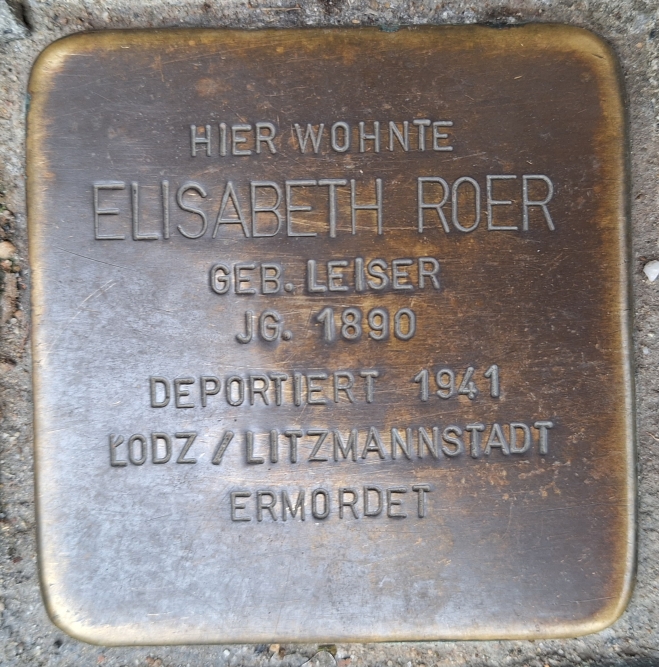 HIER WOHNTE
ELISABETH ROER
GEB. LEISER
JG. 1890
DEPORTIERT 1941
ŁODZ / LITZMANNSTADT
ERMORDET